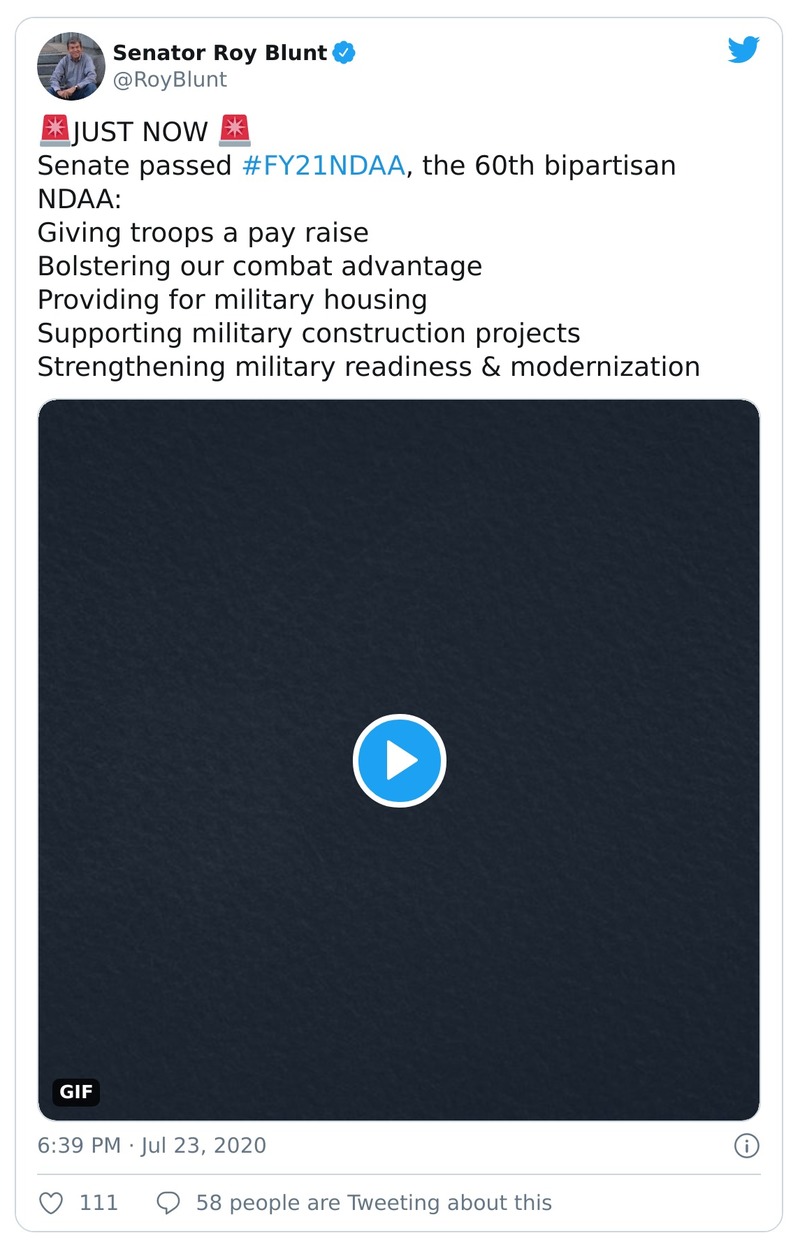 Senator Roy Blunt
@RoyBlunt
🚨JUST NOW 🚨
Senate passed #FY21NDAA, the 60th bipartisan
NDAA:
Giving troops a pay raise
Bolstering our combat advantage
Providing for military housing
Supporting military construction projects
Strengthening military readiness & modernization
GIF
6:39 PM · Jul 23, 2020
111 58 people are Tweeting about this